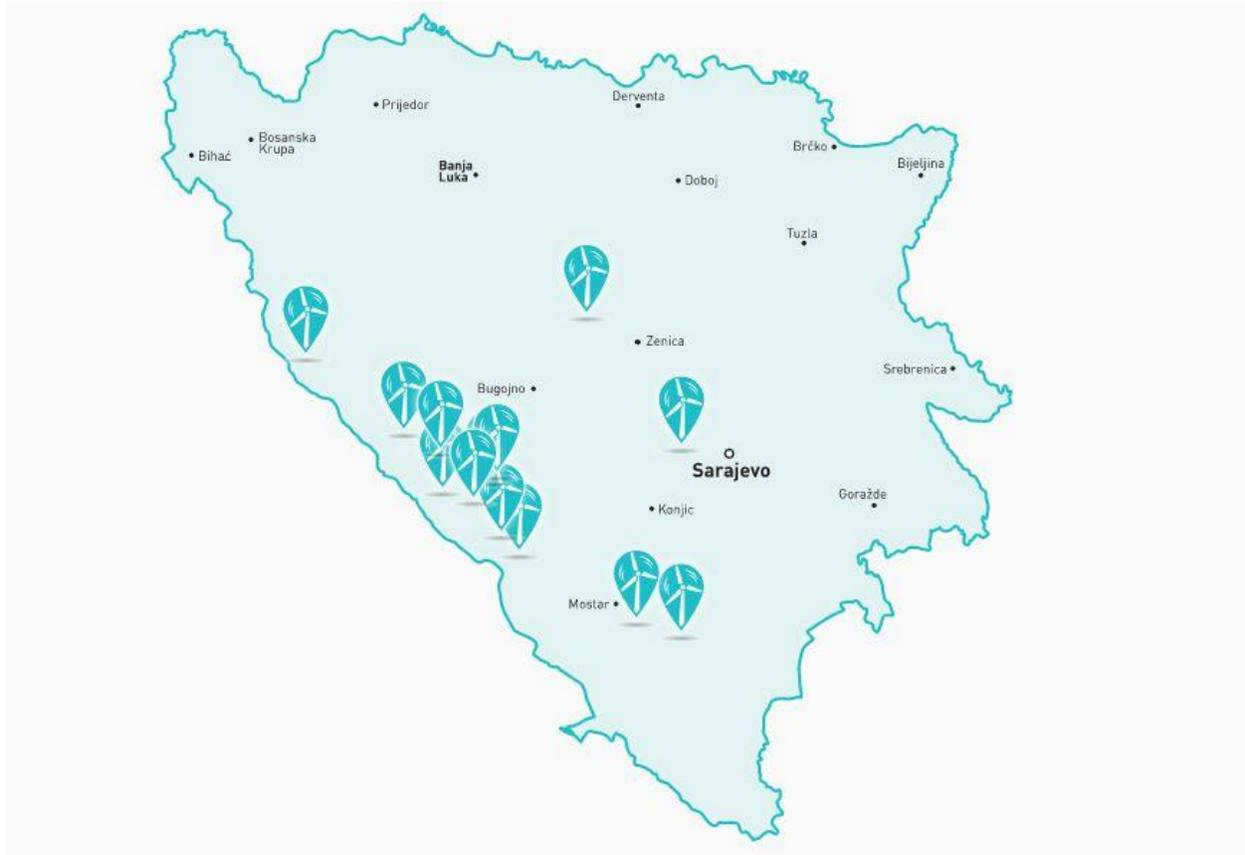 Derventa
Prijedor
Bosanska
Krupa
Bihać
Brčko
Bijeljina
Banja
Luka
Doboj
Tuzla
Zenica
Srebrenica
Bugojno
Sarajevo
Goražde
Konjic
Mostar